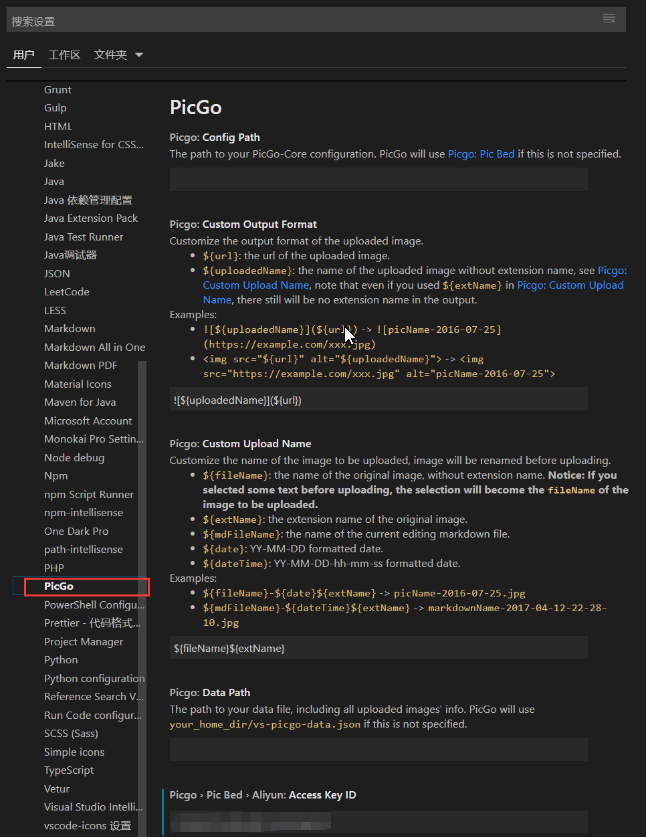 搜索设置
用户 工作区 文件夹
Grunt
Gulp
HTML
IntelliSense for CSS...
Jake
Java
Java 依赖管理配置
Java Extension Pack
Java Test Runner
Java调试器
JSON
LeetCode
LESS
Markdown
Markdown All in One
Markdown PDF
Material Icons
Maven for Java
Microsoft Account
Monokai Pro Settin...
Node debug
Npm
npm Script Runner
npm-intellisense
One Dark Pro
path-intellisense
PHP
PicGo
PowerShell Configu...
Prettier - 代码格式...
Project Manager
Python
Python configuration
Reference Search V...
Run Code configur...
SCSS (Sass)
Simple icons
TypeScript
Vetur
Visual Studio Intelli...
vscode-icons 设置
PicGo
Picgo: Config Path
The path to your PicGo-Core configuration. PicGo will use Picgo: Pic Bed if this is not specified.
Picgo: Custom Output Format
Customize the output format of the uploaded image.
• ${url}: the url of the uploaded image.
• ${uploadedName}: the name of the uploaded image without extension name, see Picgo:
Custom Upload Name, note that even if you used ${extName} in Picgo: Custom Upload
Name, there still will be no extension name in the output.
Examples:
• ![${uploadedName}](${url}) -> ![picName-2016-07-25]
(https://example.com/xxx.jpg)
• <img src="${url}" alt="${uploadedName}"> -> <img
src="https://example.com/xxx.jpg" alt="picName-2016-07-25">
![${uploadedName}](${url})
Picgo: Custom Upload Name
Customize the name of the image to be uploaded, image will be renamed before uploading.
• ${fileName}: the name of the original image, without extension name. Notice: If you
selected some text before uploading, the selection will become the fileName of the
image to be uploaded.
• ${extName}: the extension name of the original image.
• ${mdFileName}: the name of the current editing markdown file.
• ${date}: YY-MM-DD formatted date.
• ${dateTime}: YY-MM-DD-hh-mm-ss formatted date.
Examples:
• ${fileName}-${date}${extName} -> picName-2016-07-25.jpg
• ${mdFileName}-${dateTime}${extName} -> markdownName-2017-04-12-22-28-
10.jpg
${fileName}${extName}
Picgo: Data Path
The path to your data file, including all uploaded images' info. PicGo will use
your_home_dir/vs-picgo-data.json if this is not specified.
Picgo › Pic Bed › Aliyun: Access Key ID